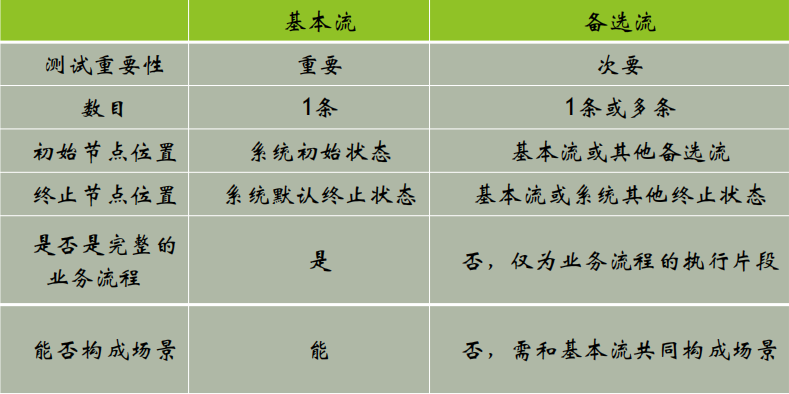 基本流 备选流
测试重要性 重要 次要
数目 1条 1条或多条
初始节点位置 系统初始状态 基本流或其他备选流
终止节点位置 系统默认终止状态 基本流或系统其他终止状态
是否是完整的
业务流程 是 否，仅为业务流程的执行片段
能否构成场景 能 否，需和基本流共同构成场景